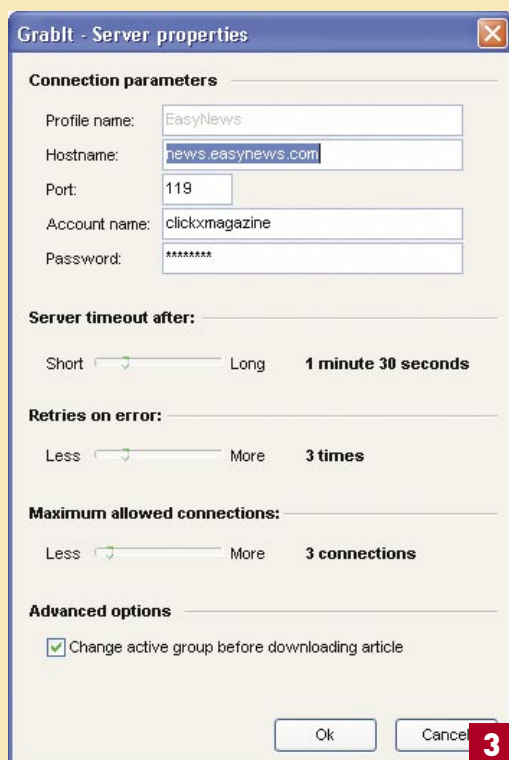 GrabIt - Server properties
Connection parameters
Profile name: EasyNews
Hostname: news.easynews.com
Port: 119
Account name: clickxmagazine
Password: ********
Server timeout after:
Short Long 1 minute 30 seconds
Retries on error:
Less More 3 times
Maximum allowed connections:
Less More 3 connections
Advanced options
Change active group before downloading article
Ok Cancel
3